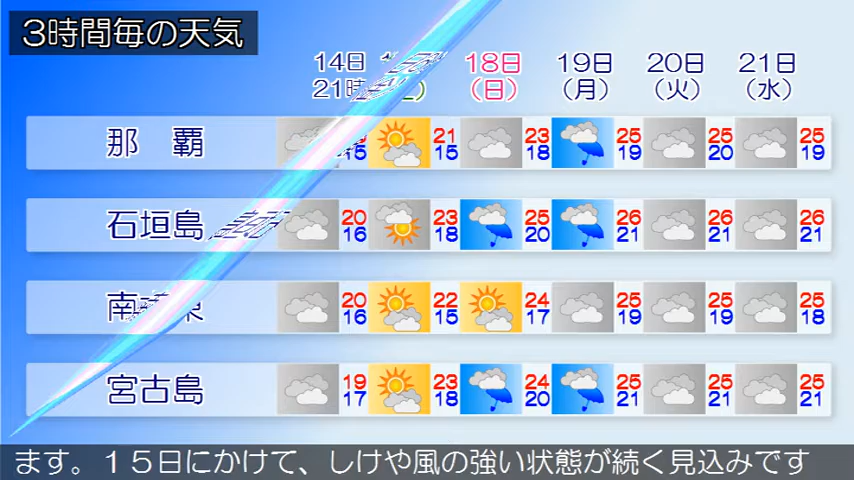 3時間毎の天気
14日 18日 19日 20日 21日
21時 (日) (月) (火) (水)
那 覇
15 21 15 23 18 25 19 25 20 25 19
石垣島
20 16 23 18 25 20 26 21 26 21 26 21
南
20 16 22 15 24 17 25 19 25 19 25 18
宮古島
19 17 23 18 24 20 25 21 25 21 25 21
ます。１５日にかけて、しけや風の強い状態が続く見込みです